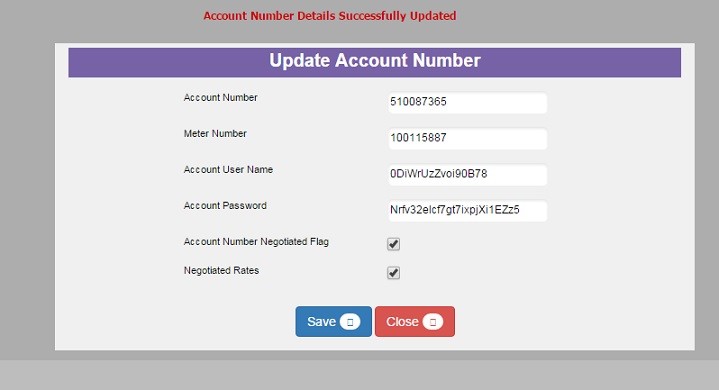 Account Number Details Successfully Updated
Update Account Number
Account Number 510087365
Meter Number 100115887
Account User Name 0DiWrUzZvoi90B78
Account Password Nrfv32elcf7gt7ixpjXi1EZz5
Account Number Negotiated Flag
Negotiated Rates
Save Close